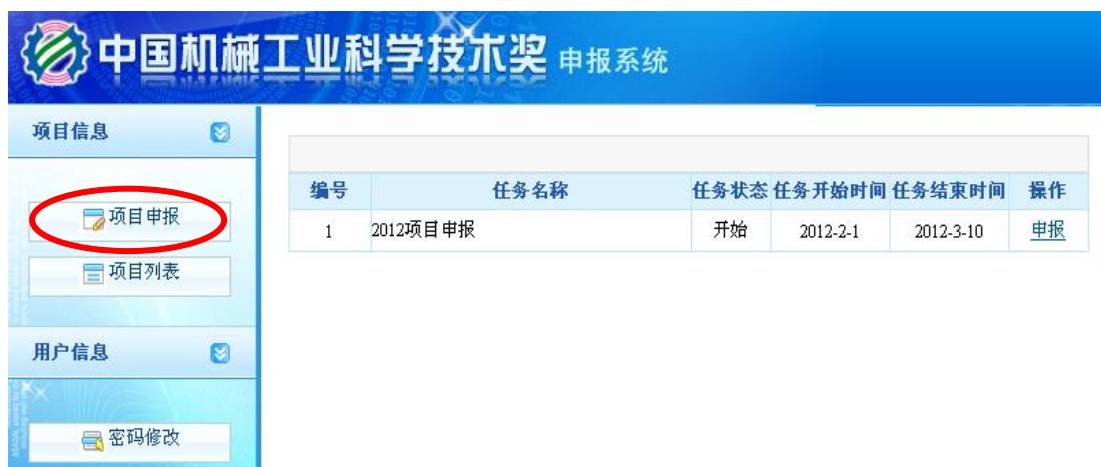 中国机械工业科学技术奖 申报系统
项目信息
项目申报
项目列表
用户信息
密码修改
编号 任务名称 任务状态 任务开始时间 任务结束时间 操作
1 2012项目申报 开始 2012-2-1 2012-3-10 申报